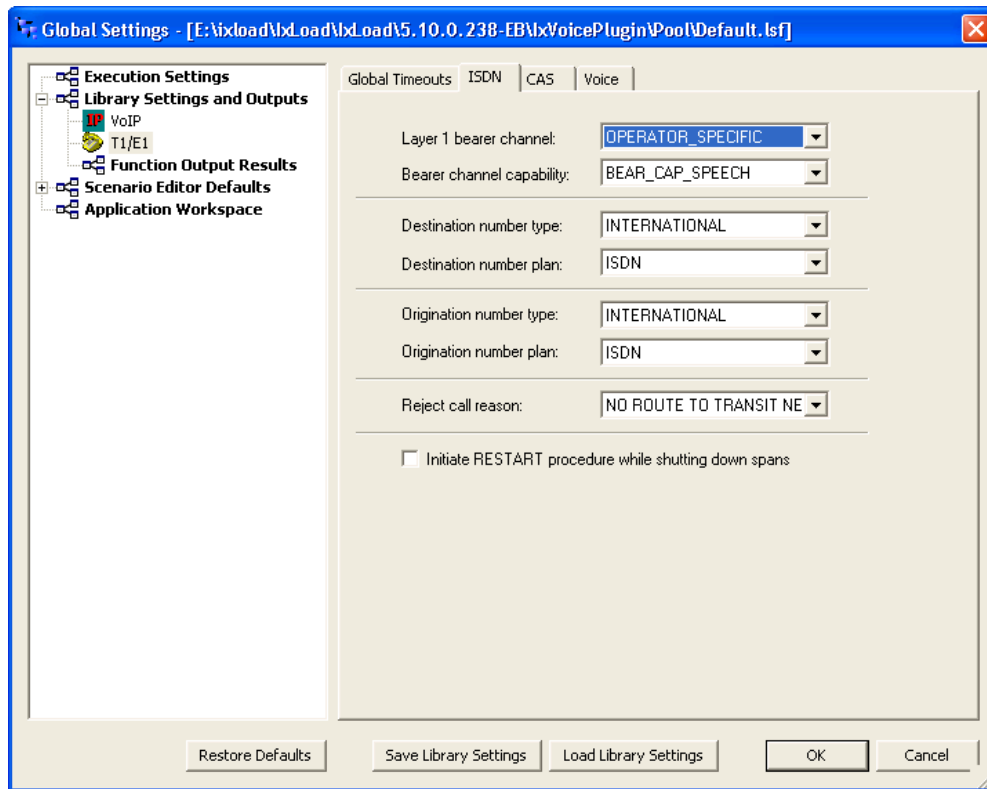 Global Settings - [E:\ixload\IxLoad\IxLoad\5.10.0.238-EB\IxVoicePlugin\Pool\Default.lsf]
Execution Settings
Library Settings and Outputs
IP VoIP
T1/E1
Function Output Results
Scenario Editor Defaults
Application Workspace
Global Timeouts ISDN CAS Voice
Layer 1 bearer channel: OPERATOR_SPECIFIC
Bearer channel capability: BEAR_CAP_SPEECH
Destination number type: INTERNATIONAL
Destination number plan: ISDN
Origination number type: INTERNATIONAL
Origination number plan: ISDN
Reject call reason: NO ROUTE TO TRANSIT NE
Initiate RESTART procedure while shutting down spans
Restore Defaults Save Library Settings Load Library Settings OK Cancel